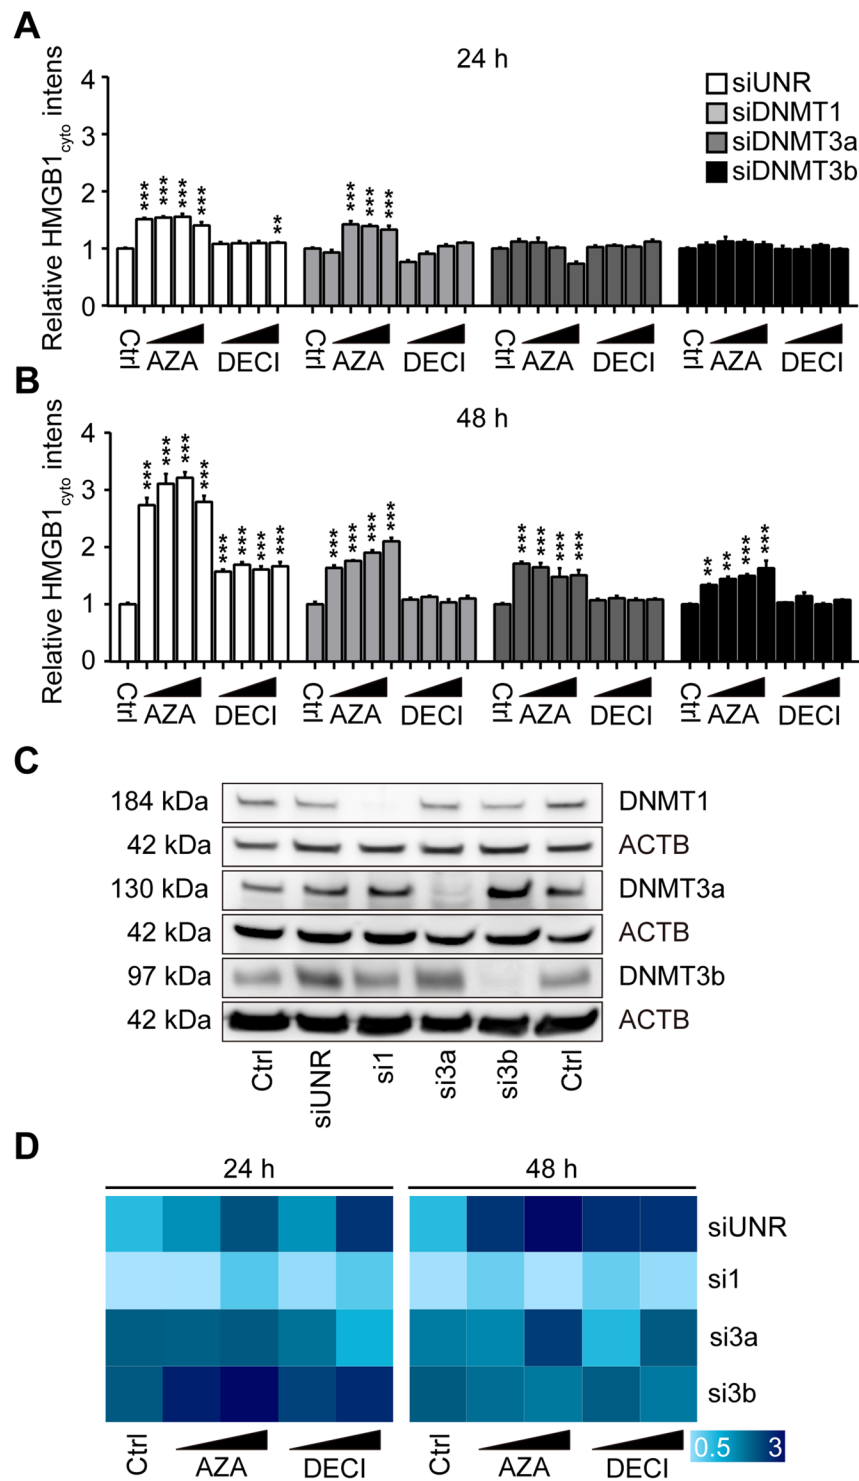 A
24 h
Relative HMGB1cyto intens
4
3
2
1
0
siUNR
siDNMT1
siDNMT3a
siDNMT3b
*** *** *** *** **
*** *** ***
Ctrl AZA DECI Ctrl AZA DECI Ctrl AZA DECI Ctrl AZA DECI
B
48 h
Relative HMGB1cyto intens
4
3
2
1
0
*** *** *** *** *** *** *** ***
*** *** *** ***
*** *** *** ***
** ** *** ***
Ctrl AZA DECI Ctrl AZA DECI Ctrl AZA DECI Ctrl AZA DECI
C
184 kDa DNMT1
42 kDa ACTB
130 kDa DNMT3a
42 kDa ACTB
97 kDa DNMT3b
42 kDa ACTB
Ctrl siUNR si1 si3a si3b Ctrl
D
24 h 48 h
siUNR
si1
si3a
si3b
Ctrl AZA DECI Ctrl AZA DECI
0.5 3